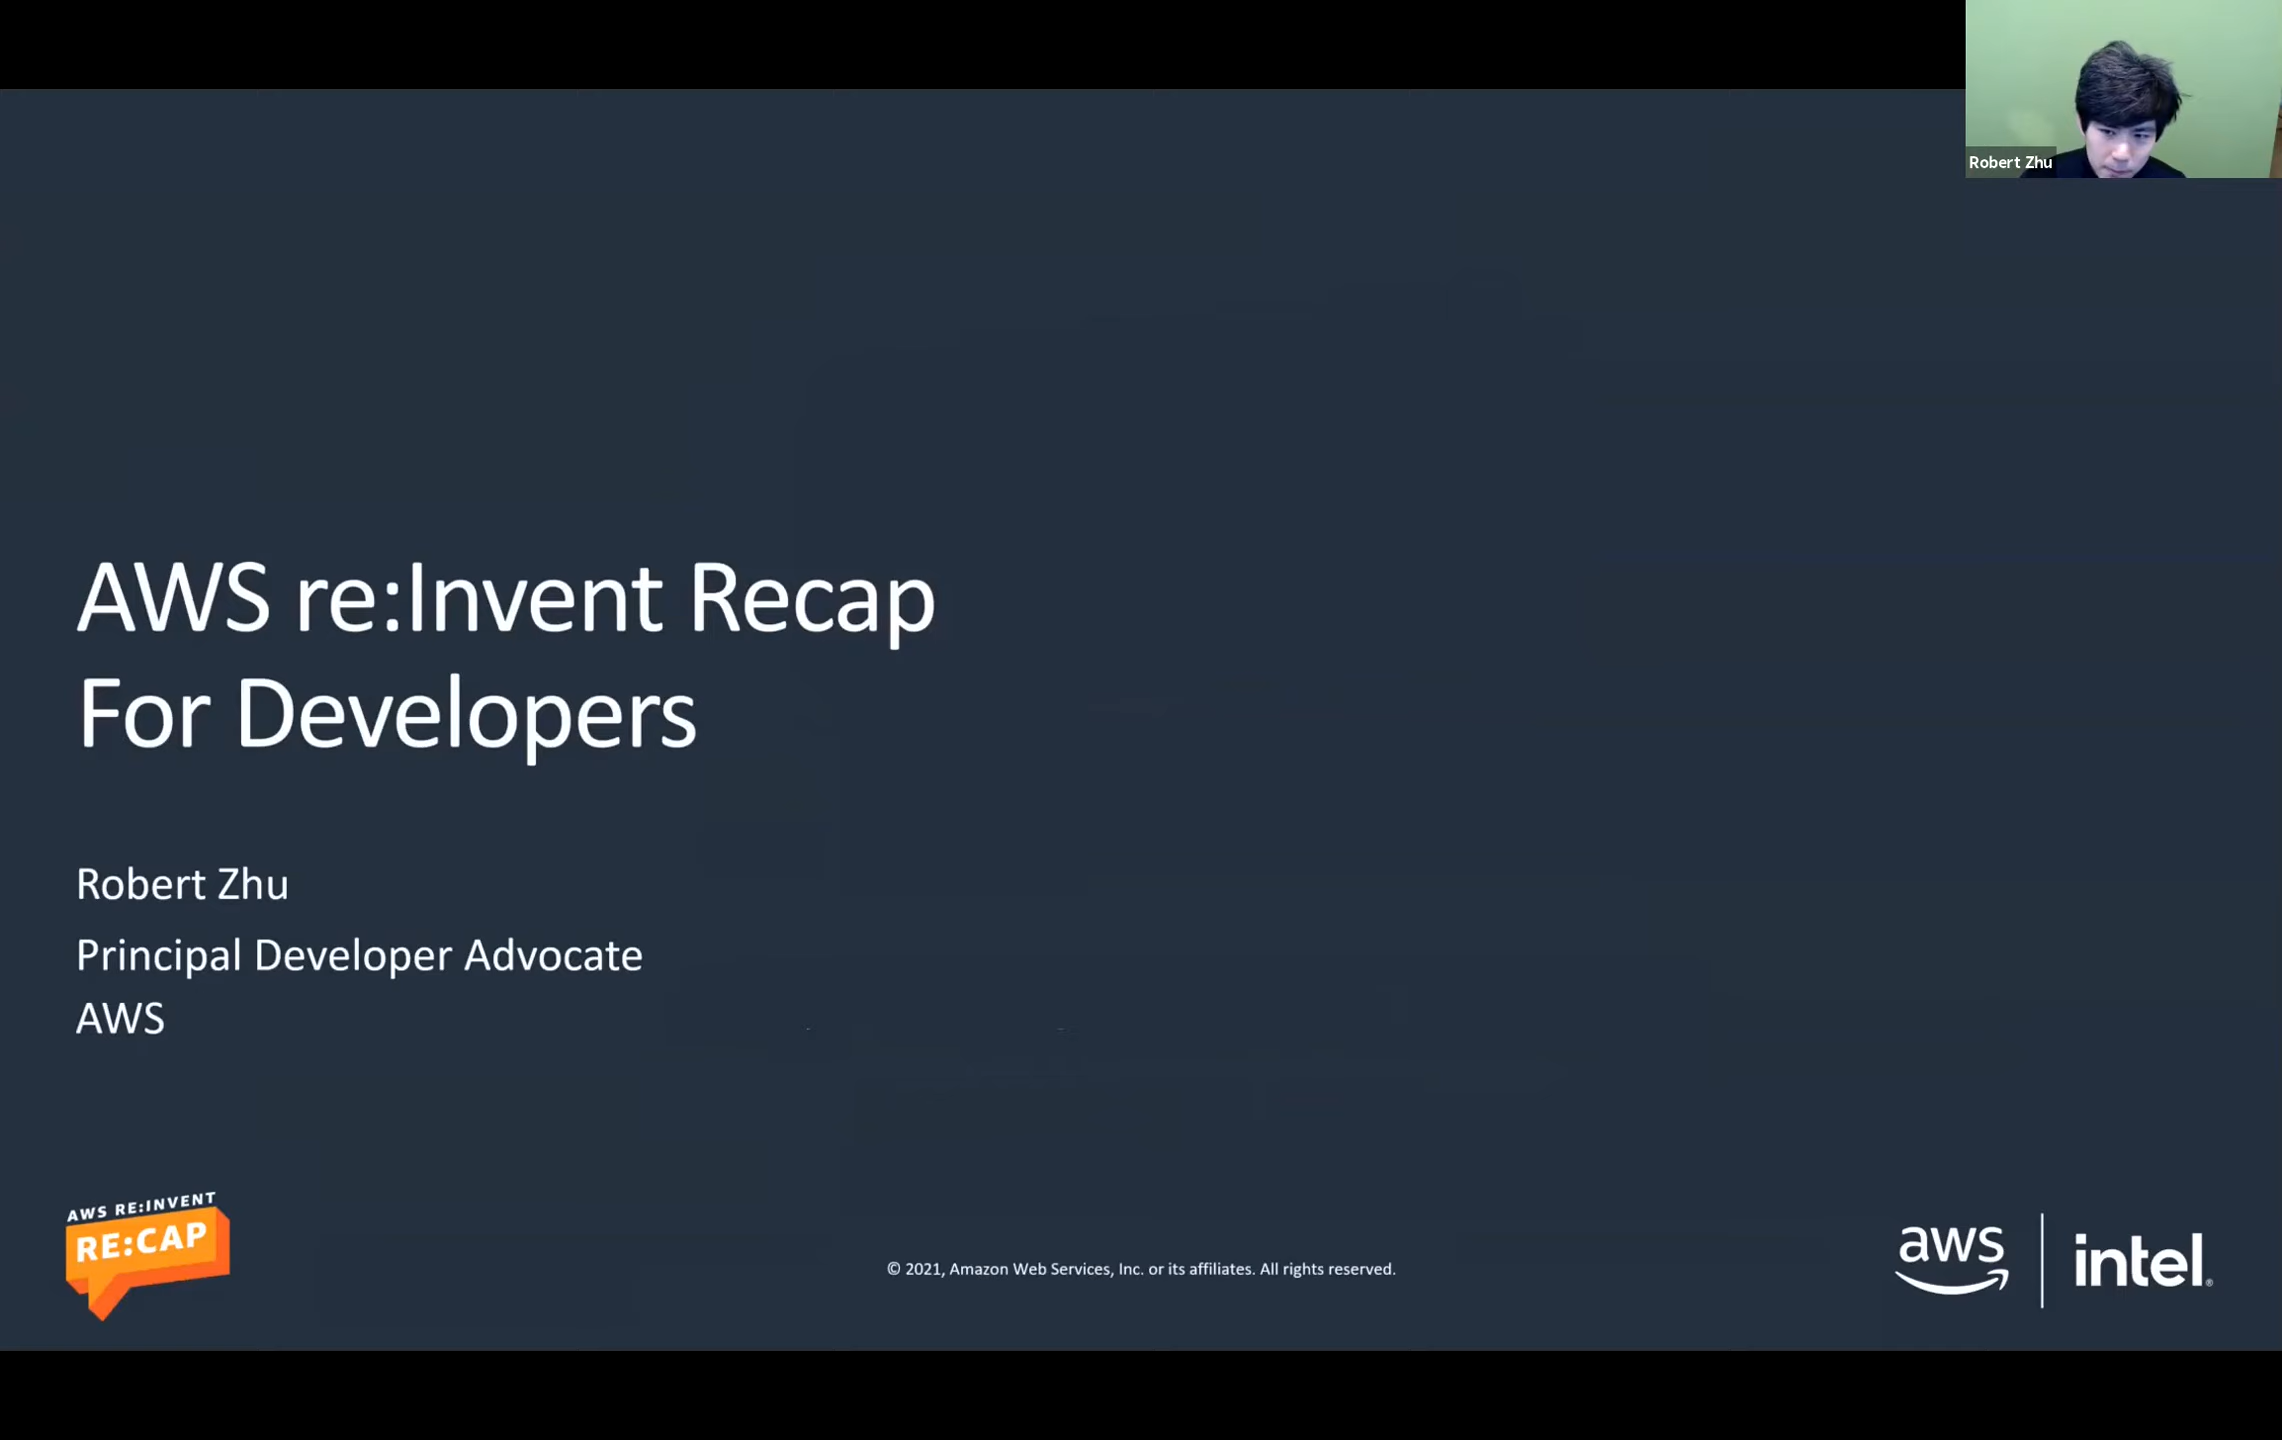 Robert Zhu
AWS re:Invent Recap
For Developers
Robert Zhu
Principal Developer Advocate
AWS
AWS RE:INVENT
RE:CAP
© 2021, Amazon Web Services, Inc. or its affiliates. All rights reserved.
aws
intel®